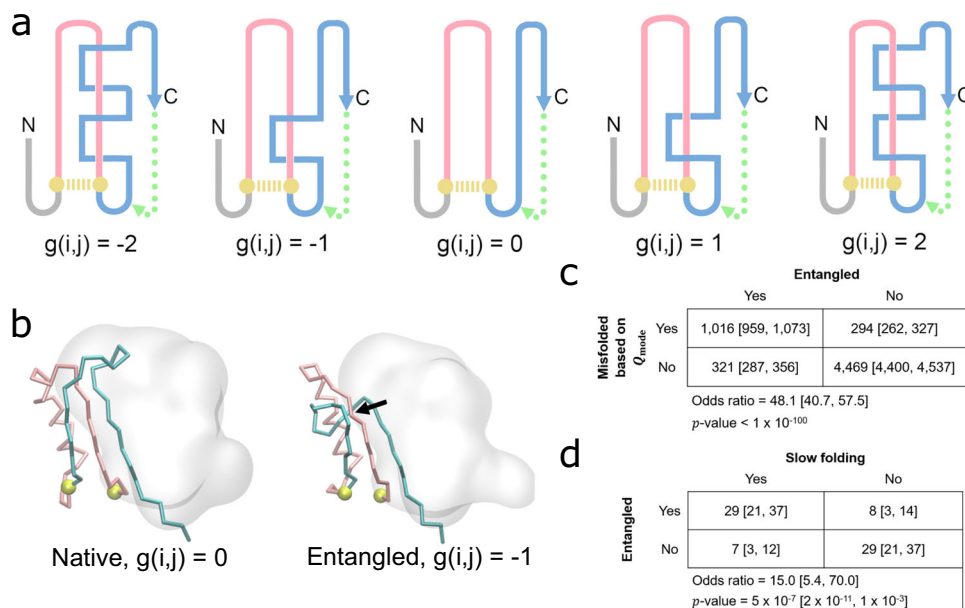 a
N
C
g(i,j) = -2
N
C
g(i,j) = -1
N
C
g(i,j) = 0
N
C
g(i,j) = 1
N
C
g(i,j) = 2
b
Native, g(i,j) = 0
Entangled, g(i,j) = -1
c
Entangled
Yes No
Misfolded
based on
Qmode
Yes 1,016 [959, 1,073] 294 [262, 327]
No 321 [287, 356] 4,469 [4,400, 4,537]
Odds ratio = 48.1 [40.7, 57.5]
p-value < 1 x 10⁻¹⁰⁰
d
Slow folding
Yes No
Entangled
Yes 29 [21, 37] 8 [3, 14]
No 7 [3, 12] 29 [21, 37]
Odds ratio = 15.0 [5.4, 70.0]
p-value = 5 x 10⁻⁷ [2 x 10⁻¹¹, 1 x 10⁻³]